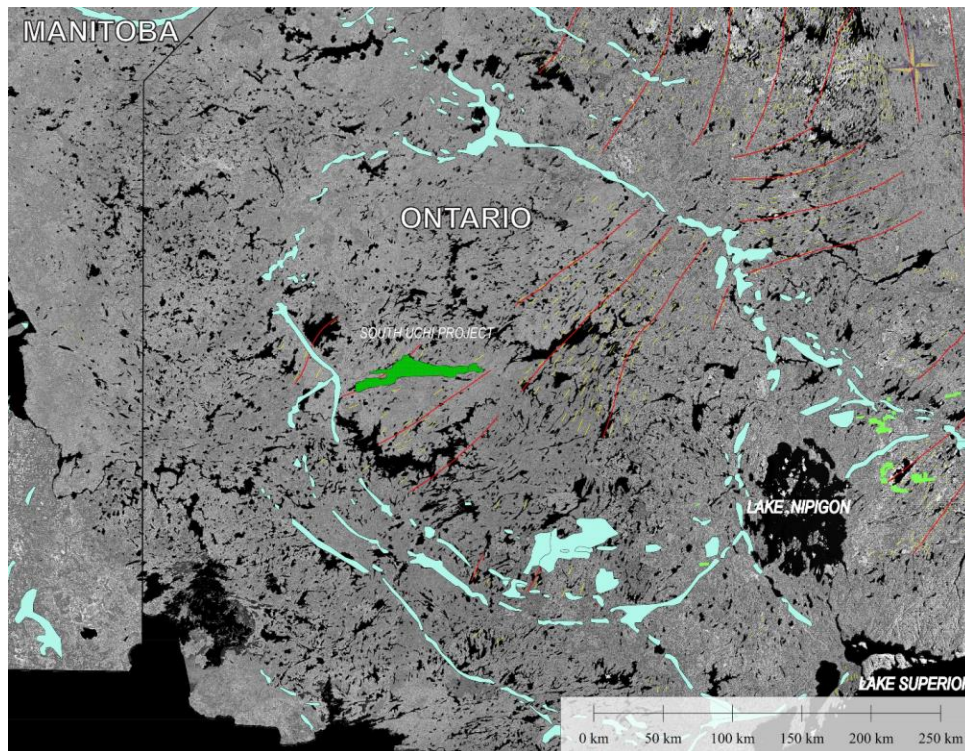 MANITOBA
ONTARIO
SOUTH UCHI PROJECT
LAKE NIPIGON
LAKE SUPERIOR
0 km 50 km 100 km 150 km 200 km 250 km